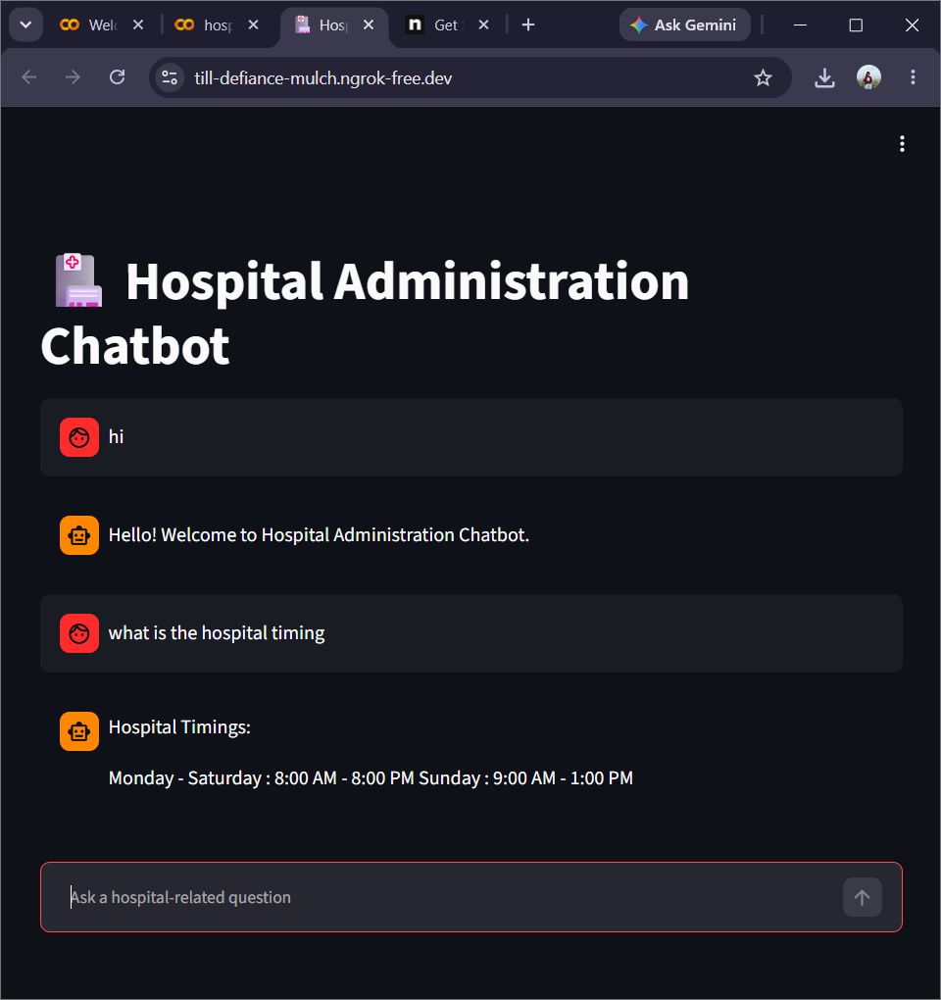 Welc
hosp
Hosp
Get
Ask Gemini
till-defiance-mulch.ngrok-free.dev
Hospital Administration
Chatbot
hi
Hello! Welcome to Hospital Administration Chatbot.
what is the hospital timing
Hospital Timings:
Monday - Saturday : 8:00 AM - 8:00 PM Sunday : 9:00 AM - 1:00 PM
Ask a hospital-related question